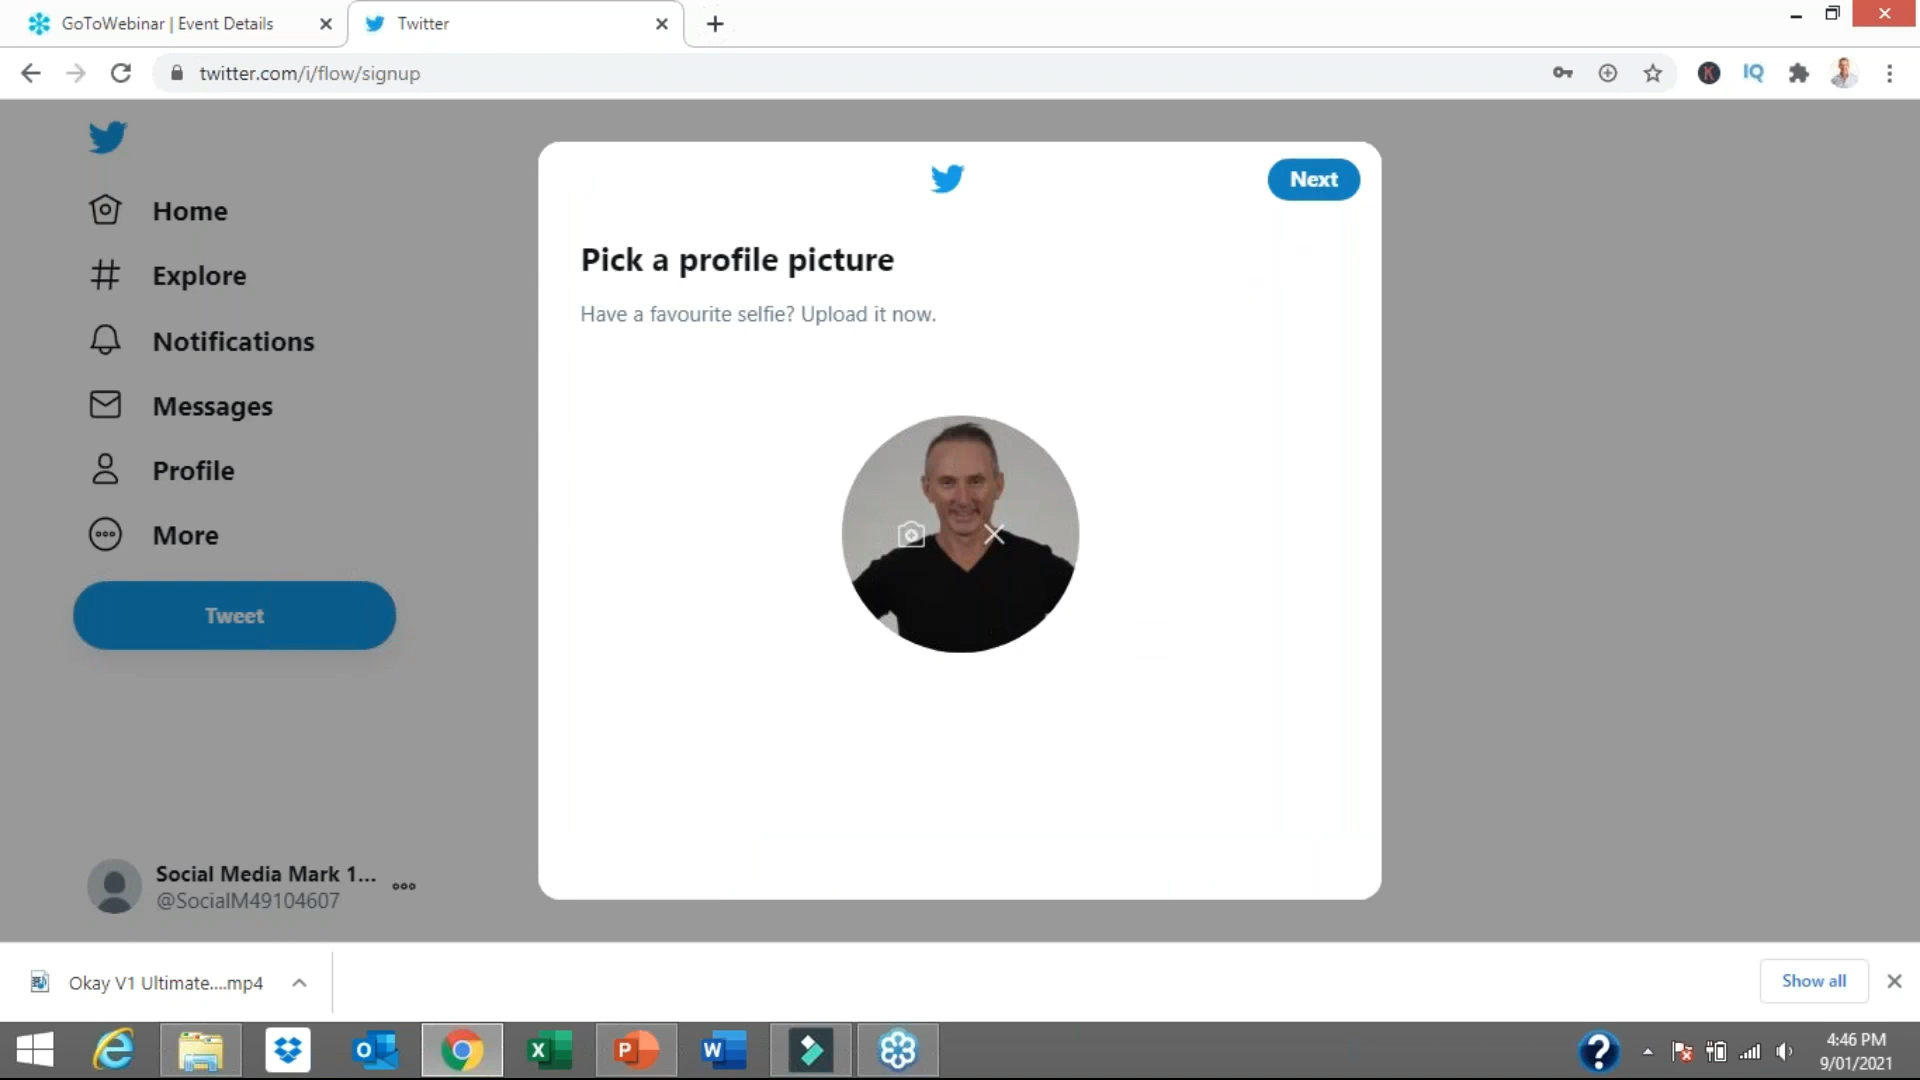 GoToWebinar | Event Details
Twitter
twitter.com/i/flow/signup
K
IQ
Next
Home
Pick a profile picture
Explore
Have a favourite selfie? Upload it now.
Notifications
Messages
Profile
More
Tweet
Social Media Mark 1...
@SocialM49104607
Okay V1 Ultimate....mp4
Show all
4:46 PM
9/01/2021